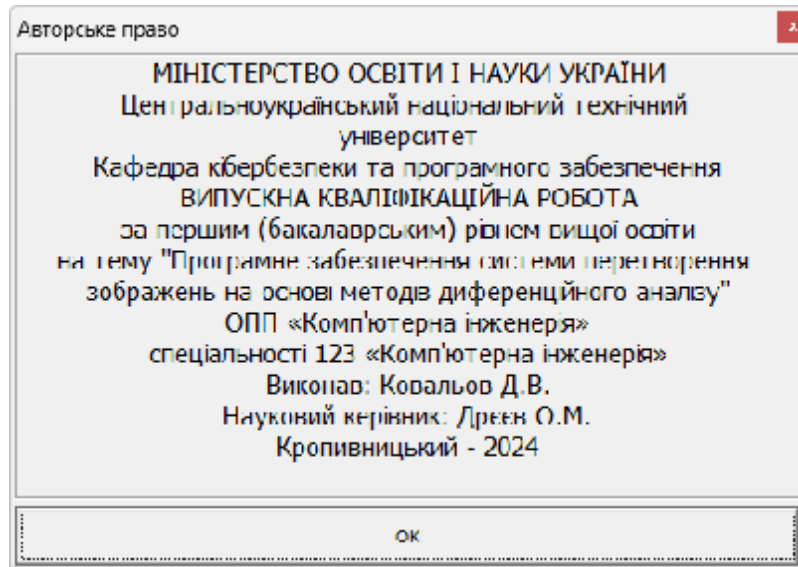 Авторське право
МІНІСТЕРСТВО ОСВІТИ І НАУКИ УКРАЇНИ
Центральноукраїнський національний технічний
університет
Кафедра кібербезпеки та програмного забезпечення
ВИПУСКНА КВАЛІФІКАЦІЙНА РОБОТА
за першим (бакалаврським) рівнем вищої освіти
на тему "Програмне забезпечення системи перетворення
зображень на основі методів диференційного аналізу"
ОПП «Комп'ютерна інженерія»
спеціальності 123 «Комп'ютерна інженерія»
Виконав: Ковальов Д.В.
Науковий керівник: Дреєв О.М.
Кропивницький - 2024
ОК